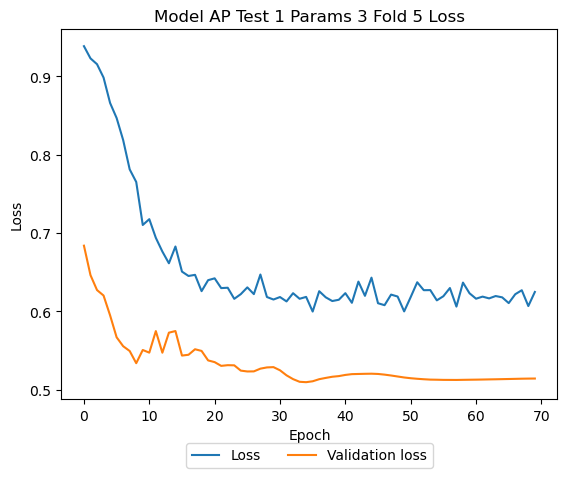 Model AP Test 1 Params 3 Fold 5 Loss
Loss
0.9
0.8
0.7
0.6
0.5
0 10 20 30 40 50 60 70
Epoch
Loss Validation loss